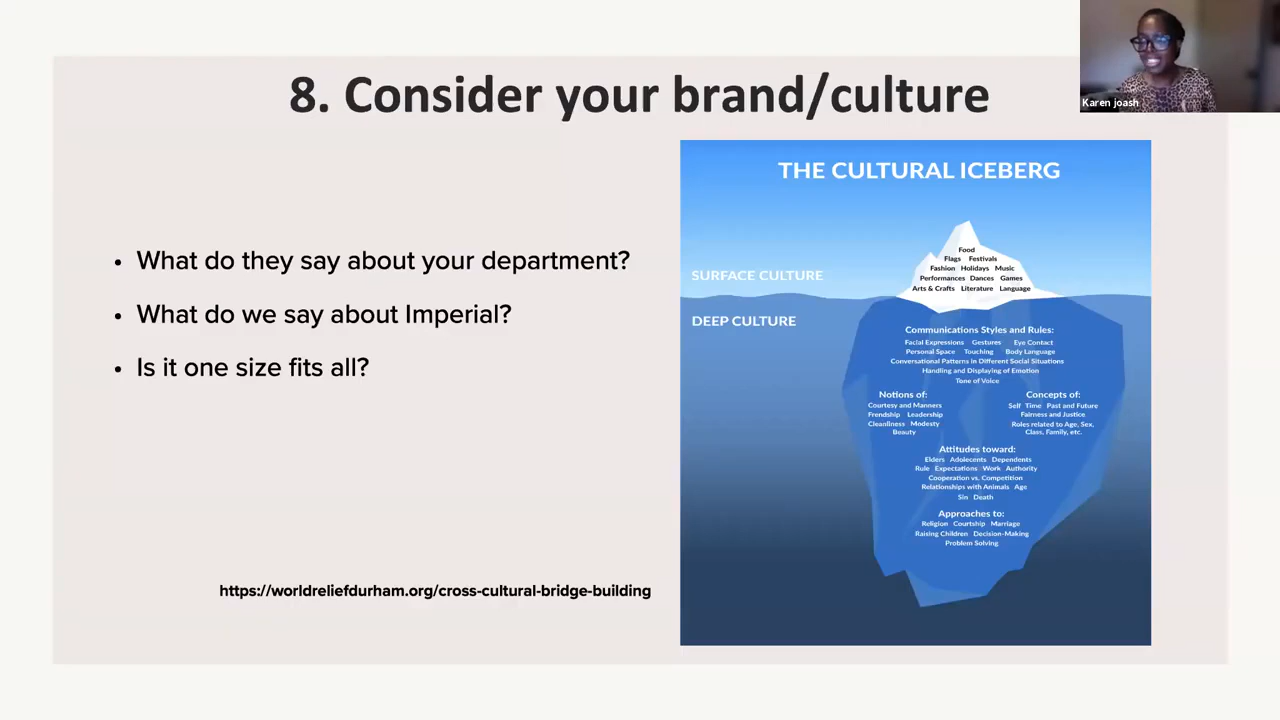 8. Consider your brand/culture
Karen joash
• What do they say about your department?
• What do we say about Imperial?
• Is it one size fits all?
https://worldreliefdurham.org/cross-cultural-bridge-building
THE CULTURAL ICEBERG
Food
Flags Festivals
Fashion Holidays Music
Performances Dances Games
Arts & Crafts Literature Language
SURFACE CULTURE
DEEP CULTURE
Communications Styles and Rules:
Facial Expressions Gestures Eye Contact
Personal Space Touching Body Language
Conversational Patterns in Different Social Situations
Handling and Displaying of Emotion
Tone of Voice
Notions of:
Courtesy and Manners
Frendship Leadership
Cleanliness Modesty
Beauty
Concepts of:
Self Time Past and Future
Fairness and Justice
Roles related to Age, Sex,
Class, Family, etc.
Attitudes toward:
Elders Adolecents Dependents
Rule Expectations Work Authority
Cooperation vs. Competition
Relationships with Animals Age
Sin Death
Approaches to:
Religion Courtship Marriage
Raising Children Decision-Making
Problem Solving